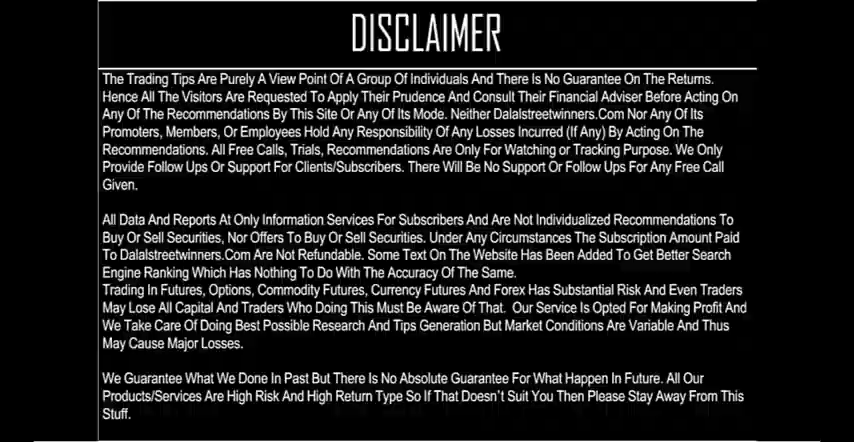 DISCLAIMER
The Trading Tips Are Purely A View Point Of A Group Of Individuals And There Is No Guarantee On The Returns.
Hence All The Visitors Are Requested To Apply Their Prudence And Consult Their Financial Adviser Before Acting On
Any Of The Recommendations By This Site Or Any Of Its Mode. Neither Dalalstreetwinners.Com Nor Any Of Its
Promoters, Members, Or Employees Hold Any Responsibility Of Any Losses Incurred (If Any) By Acting On The
Recommendations. All Free Calls, Trials, Recommendations Are Only For Watching or Tracking Purpose. We Only
Provide Follow Ups Or Support For Clients/Subscribers. There Will Be No Support Or Follow Ups For Any Free Call
Given.
All Data And Reports At Only Information Services For Subscribers And Are Not Individualized Recommendations To
Buy Or Sell Securities, Nor Offers To Buy Or Sell Securities. Under Any Circumstances The Subscription Amount Paid
To Dalalstreetwinners.Com Are Not Refundable. Some Text On The Website Has Been Added To Get Better Search
Engine Ranking Which Has Nothing To Do With The Accuracy Of The Same.
Trading In Futures, Options, Commodity Futures, Currency Futures And Forex Has Substantial Risk And Even Traders
May Lose All Capital And Traders Who Doing This Must Be Aware Of That. Our Service Is Opted For Making Profit And
We Take Care Of Doing Best Possible Research And Tips Generation But Market Conditions Are Variable And Thus
May Cause Major Losses.
We Guarantee What We Done In Past But There Is No Absolute Guarantee For What Happen In Future. All Our
Products/Services Are High Risk And High Return Type So If That Doesn't Suit You Then Please Stay Away From This
Stuff.